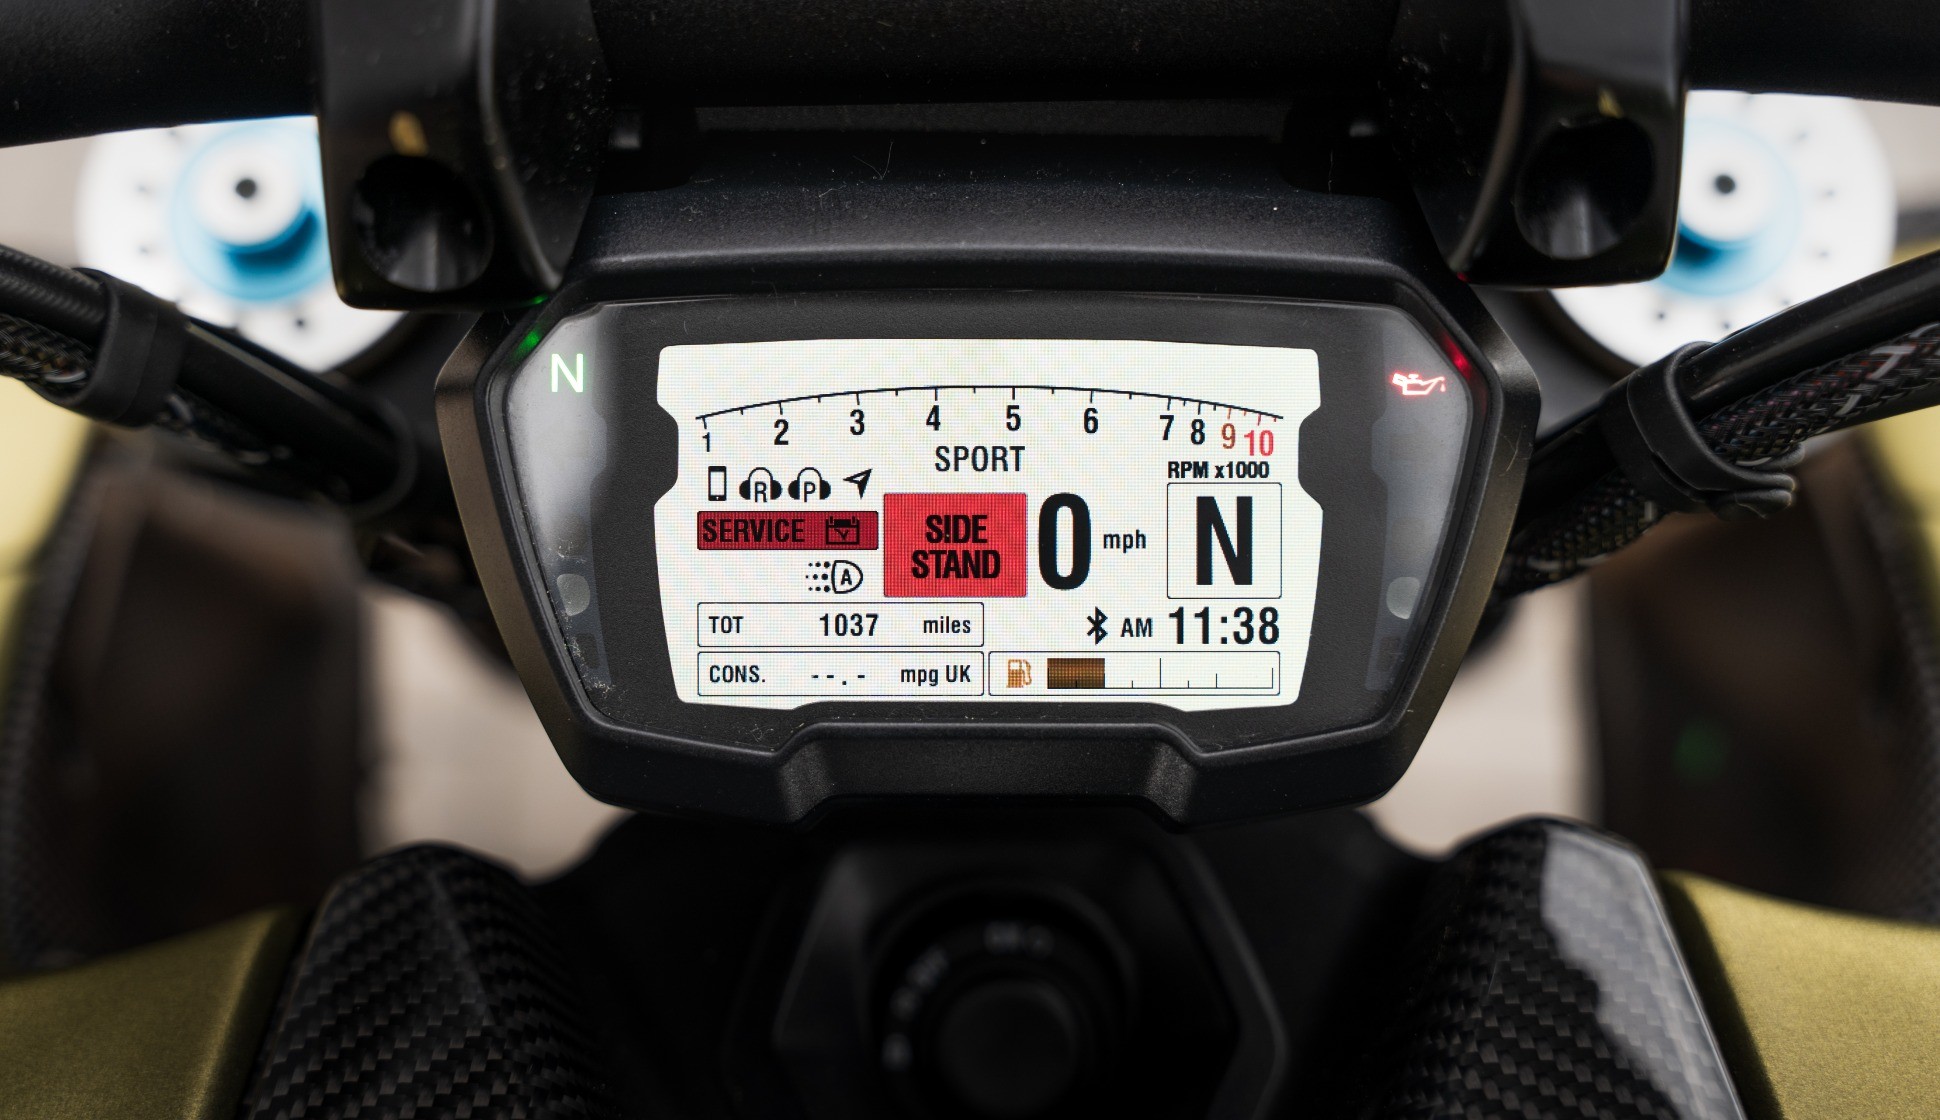 N
1 2 3 4 5 6 7 8 9 10
SPORT
RPM x1000
R P
SERVICE
SIDE
STAND
0 mph
N
A
TOT 1037 miles
AM 11:38
CONS. --.- mpg UK